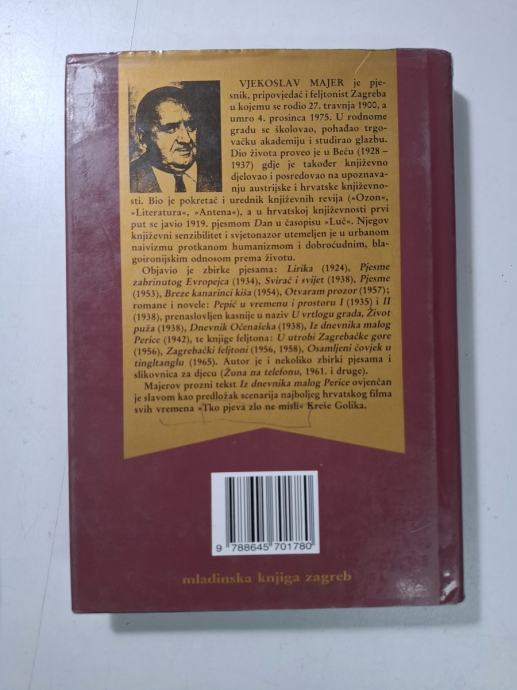 VJEKOSLAV MAJER je pje-
snik, pripovjedač i feljtonist Zagreba
u kojemu se rodio 27. travnja 1900, a
umro 4. prosinca 1975. U rodnome
gradu se školovao, pohađao trgo-
vačku akademiju i studirao glazbu.
Dio života proveo je u Beču (1928 –
1937) gdje je također književno
djelovao i posredovao na upoznava-
nju austrijske i hrvatske književno-
sti. Bio je pokretač i urednik književnih revija (»Ozon«,
»Literatura«, »Antena«), a u hrvatskoj književnosti prvi
put se javio 1919. pjesmom Dan u časopisu »Luč«. Njegov
književni senzibilitet i svjetonazor utemeljen je u urbanom
naivizmu protkanom humanizmom i dobroćudnim, bla-
goironijskim odnosom prema životu.
Objavio je zbirke pjesama: Lirika (1924), Pjesme
zabrinutog Evropejca (1934), Svirač i svijet (1938), Pjesme
(1953), Breze kanarinci kiša (1954), Otvaram prozor (1957);
romane i novele: Pepić u vremenu i prostoru I (1935) i II
(1938), prenaslovljen kasnije u naziv U vrtlogu grada, Život
puža (1938), Dnevnik Očenašeka (1938), Iz dnevnika malog
Perice (1942), te knjige feljtona: U utrobi Zagrebačke gore
(1956), Zagrebački feljtoni (1956, 1958), Osamljeni čovjek u
tingltanglu (1965). Autor je i nekoliko zbirki pjesama i
slikovnica za djecu (Žuna na telefonu, 1961. i druge).
Majerov prozni tekst Iz dnevnika malog Perice ovjenčan
je slavom kao predložak scenarija najboljeg hrvatskog filma
svih vremena »Tko pjeva zlo ne misli« Kreše Golika.
9 788645 701780
mladinska knjiga zagreb